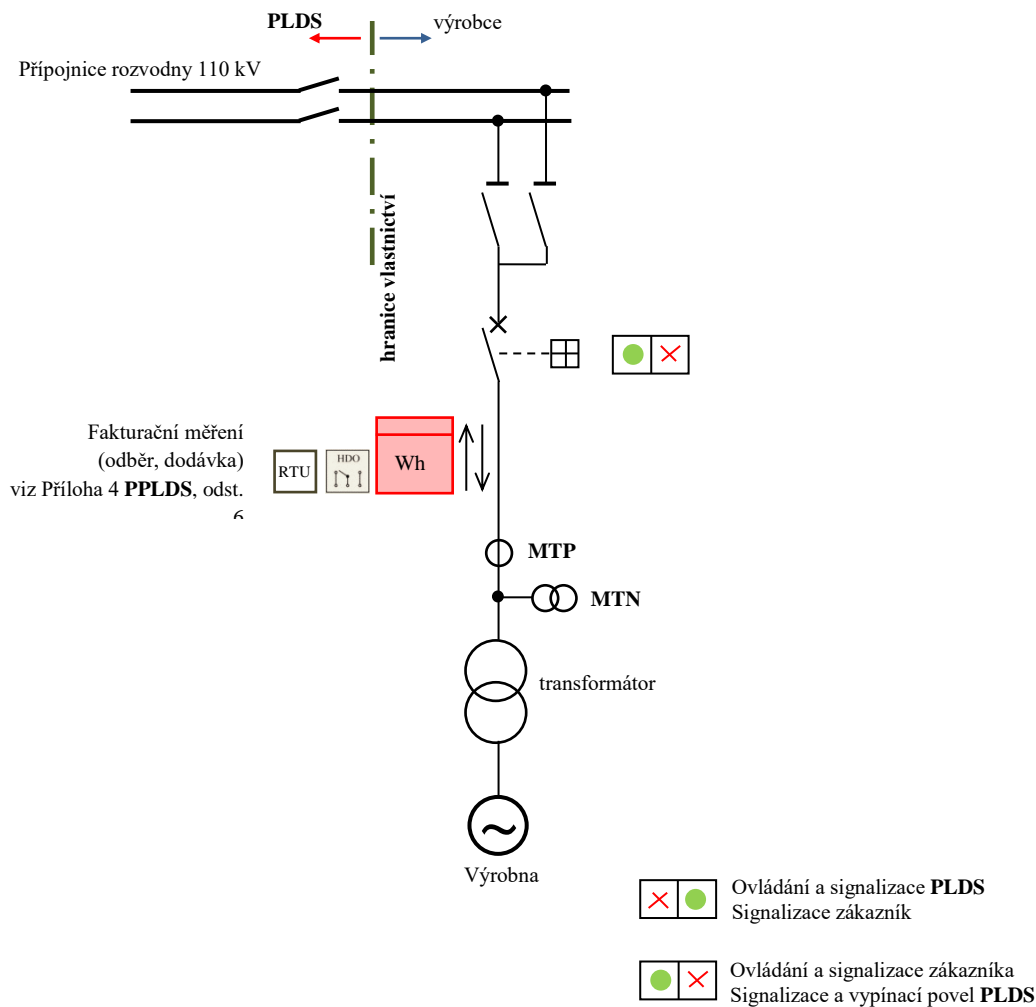 PLDS
výrobce
Přípojnice rozvodny 110 kV
hranice vlastnictví
Fakturační měření
(odběr, dodávka)
viz Příloha 4 PPLDS, odst.
6
RTU
HDO
Wh
MTP
MTN
transformátor
Výrobna
Ovládání a signalizace PLDS
Signalizace zákazník
Ovládání a signalizace zákazníka
Signalizace a vypínací povel PLDS